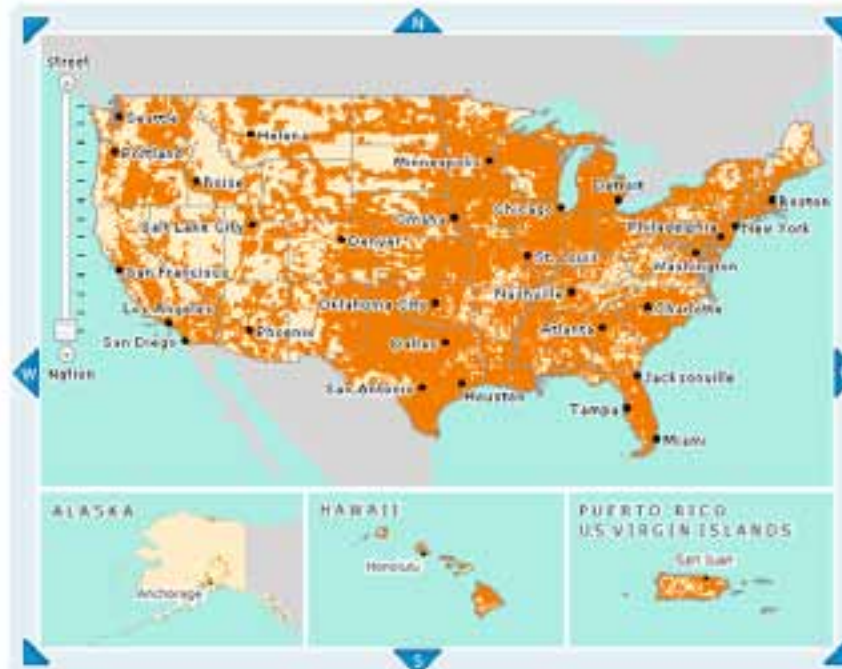 N
Street
Seattle
Helena
Portland
Minneapolis
Boise
Detroit
Boston
Chicago
Omaha
Salt Lake City
Philadelphia
New York
Denver
St. Louis
Washington
San Francisco
Nashville
Oklahoma City
Charlotte
Los Angeles
Atlanta
Phoenix
San Diego
Dallas
W
Nation
Jacksonville
San Antonio
Houston
Tampa
Miami
ALASKA
HAWAII
PUERTO RICO
US VIRGIN ISLANDS
San Juan
Honolulu
Anchorage
S